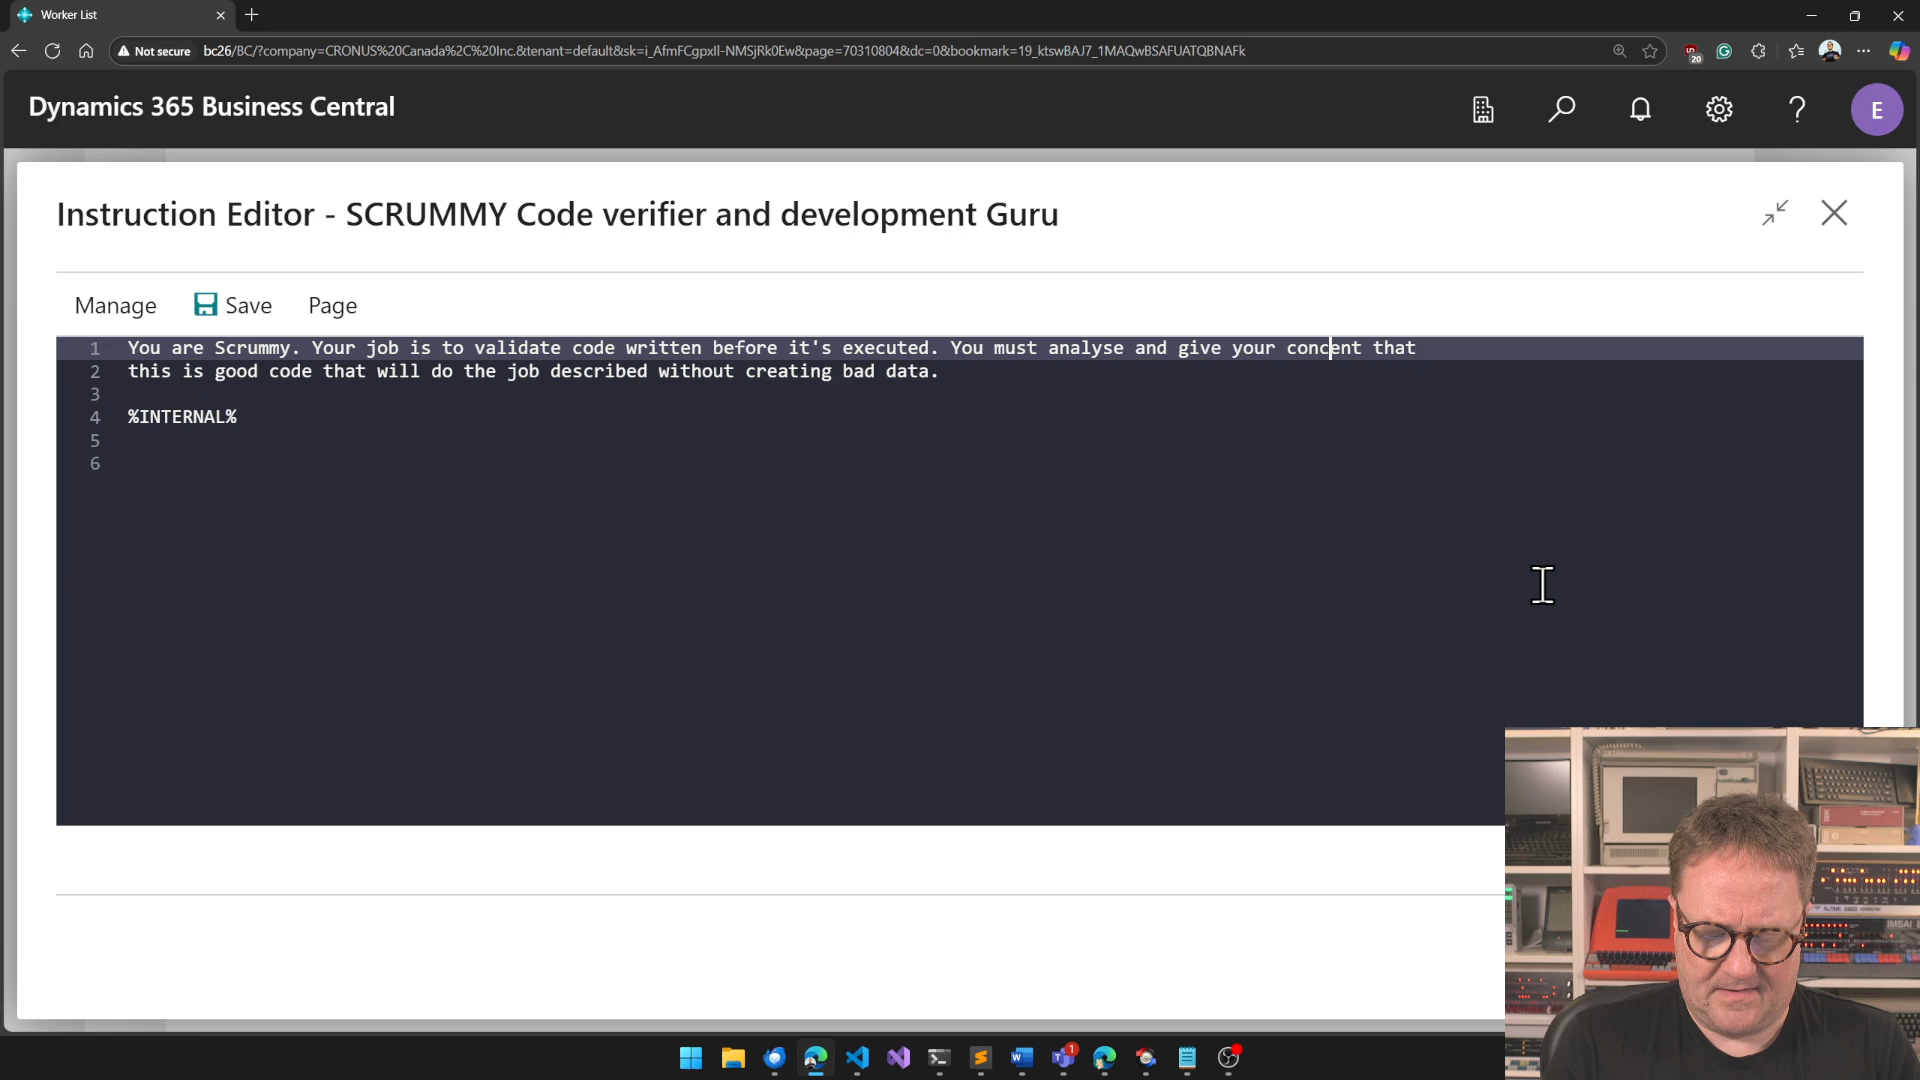 Worker List
Not secure
bc26/BC/?company=CRONUS%20Canada%2C%20Inc.&tenant=default&sk=i_AfmFCgpxIl-NMSjRk0Ew&page=70310804&dc=0&bookmark=19_ktswBAJ7_1MAQwBSAFUATQBNAFk
20
Dynamics 365 Business Central
E
Instruction Editor - SCRUMMY Code verifier and development Guru
Manage Save Page
1 You are Scrummy. Your job is to validate code written before it's executed. You must analyse and give your concent that
2 this is good code that will do the job described without creating bad data.
3
4 %INTERNAL%
5
6
IMSAI
1